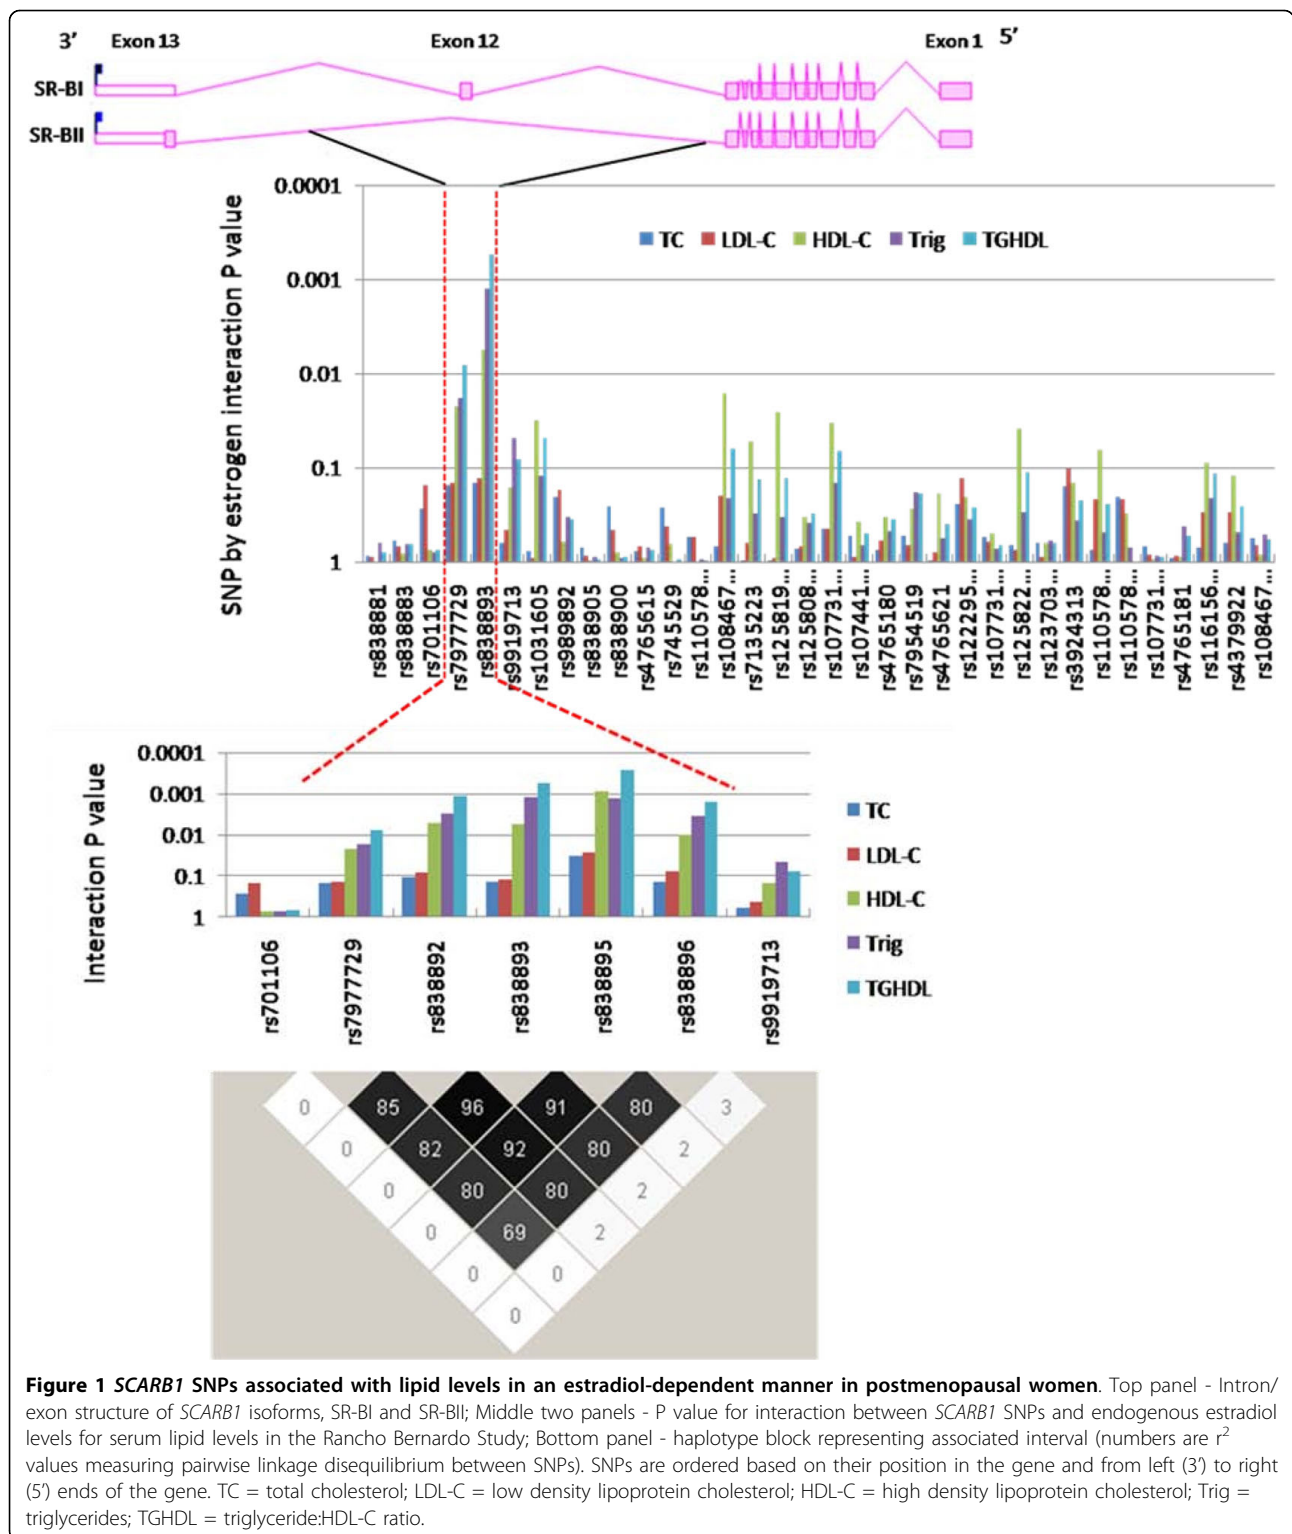 3’ Exon 13 Exon 12 Exon 1 5’
SR-BI
SR-BII
SNP by estrogen interaction P value
0.0001
0.001
0.01
0.1
1
TC LDL-C HDL-C Trig TGHDL
rs838881
rs838883
rs701106
rs7977729
rs838893
rs9919713
rs1031605
rs989892
rs838905
rs838900
rs4765615
rs745529
rs110578...
rs108467...
rs7135223
rs125819...
rs125808...
rs107731...
rs107441...
rs4765180
rs7954519
rs4765621
rs122295...
rs107731...
rs125822...
rs123703...
rs3924313
rs110578...
rs110578...
rs107731...
rs4765181
rs116156...
rs4379922
rs108467...
Interaction P value
0.0001
0.001
0.01
0.1
1
TC
LDL-C
HDL-C
Trig
TGHDL
rs701106
rs7977729
rs838892
rs838893
rs838895
rs838896
rs9919713
0 85 96 91 80 3
0 82 92 80 2
0 80 80 2
0 69 2
0 0
0
Figure 1 SCARB1 SNPs associated with lipid levels in an estradiol-dependent manner in postmenopausal women. Top panel - Intron/
exon structure of SCARB1 isoforms, SR-BI and SR-BII; Middle two panels - P value for interaction between SCARB1 SNPs and endogenous estradiol
levels for serum lipid levels in the Rancho Bernardo Study; Bottom panel - haplotype block representing associated interval (numbers are r²
values measuring pairwise linkage disequilibrium between SNPs). SNPs are ordered based on their position in the gene and from left (3’) to right
(5’) ends of the gene. TC = total cholesterol; LDL-C = low density lipoprotein cholesterol; HDL-C = high density lipoprotein cholesterol; Trig =
triglycerides; TGHDL = triglyceride:HDL-C ratio.